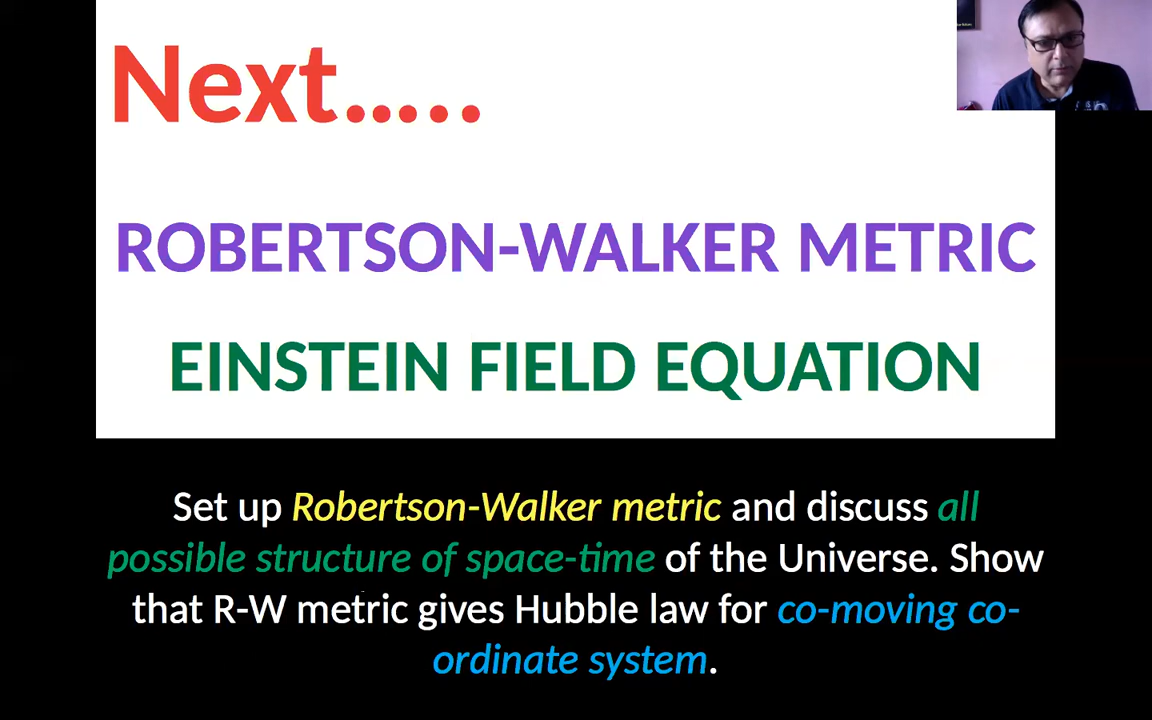 Next.....
ROBERTSON-WALKER METRIC
EINSTEIN FIELD EQUATION
Set up Robertson-Walker metric and discuss all
possible structure of space-time of the Universe. Show
that R-W metric gives Hubble law for co-moving co-
ordinate system.